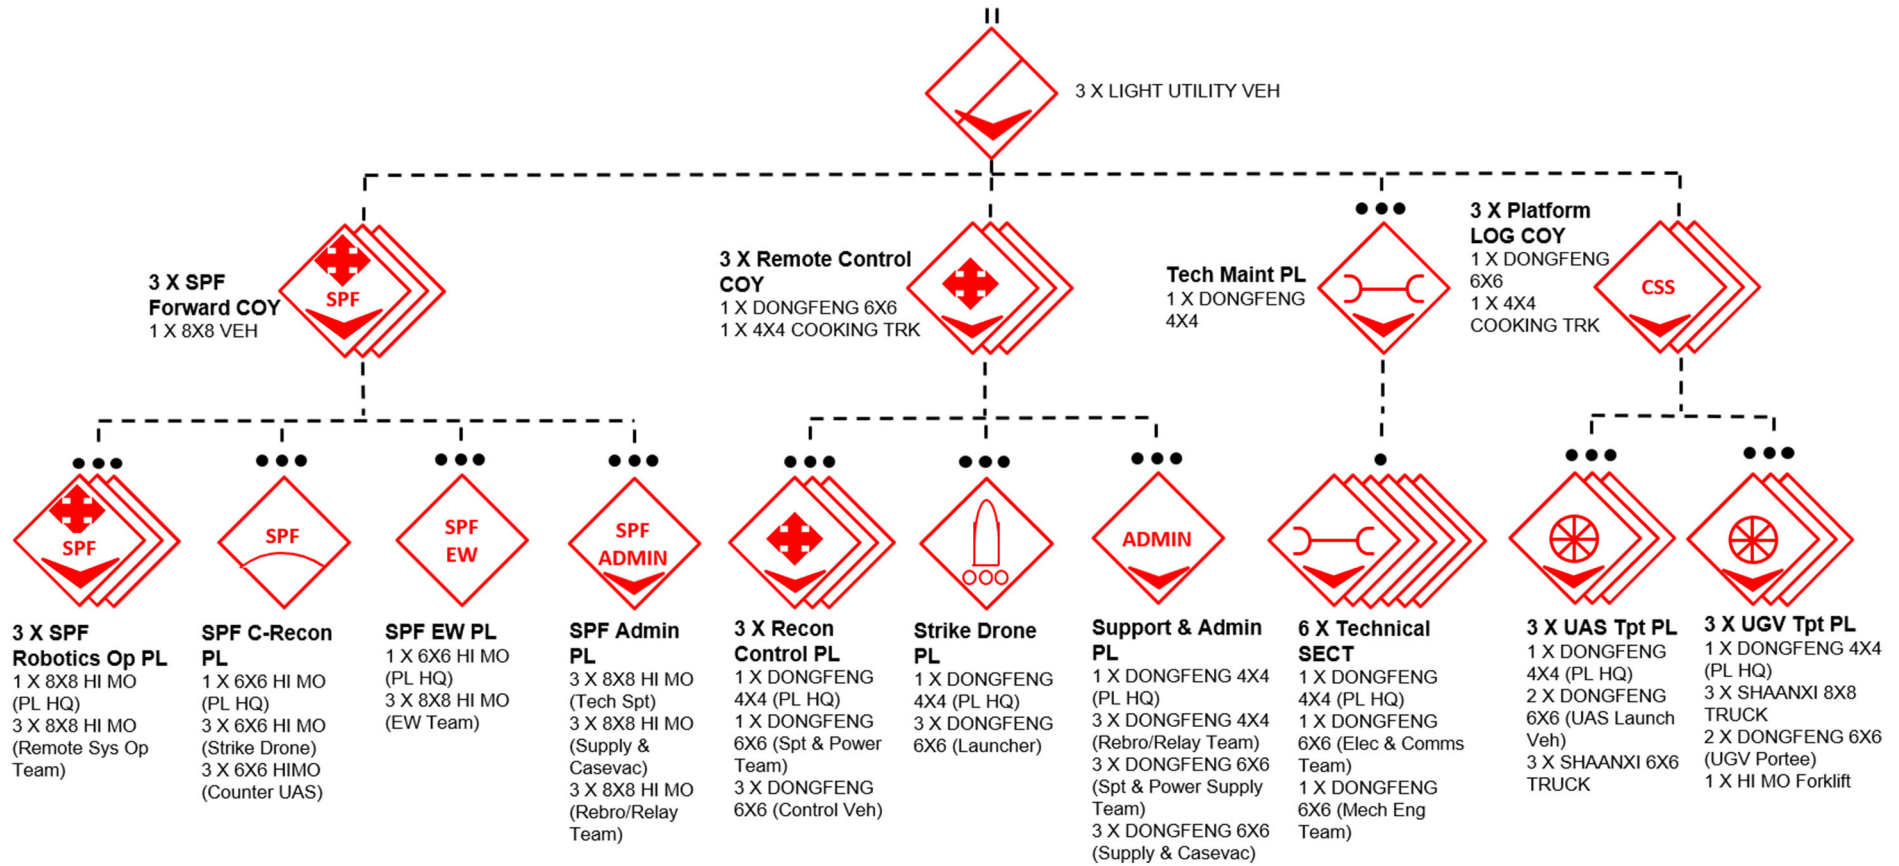 3 X LIGHT UTILITY VEH
3 X SPF
Forward COY
1 X 8X8 VEH
SPF
3 X Remote Control
COY
1 X DONGFENG 6X6
1 X 4X4 COOKING TRK
Tech Maint PL
1 X DONGFENG
4X4
3 X Platform
LOG COY
1 X DONGFENG
6X6
1 X 4X4
COOKING TRK
CSS
SPF
3 X SPF
Robotics Op PL
1 X 8X8 HI MO
(PL HQ)
3 X 8X8 HI MO
(Remote Sys Op
Team)
SPF
SPF C-Recon
PL
1 X 6X6 HI MO
(PL HQ)
3 X 6X6 HI MO
(Strike Drone)
3 X 6X6 HIMO
(Counter UAS)
SPF
EW
SPF EW PL
1 X 6X6 HI MO
(PL HQ)
3 X 8X8 HI MO
(EW Team)
SPF
ADMIN
SPF Admin
PL
3 X 8X8 HI MO
(Tech Spt)
3 X 8X8 HI MO
(Supply &
Casevac)
3 X 8X8 HI MO
(Rebro/Relay
Team)
3 X Recon
Control PL
1 X DONGFENG
4X4 (PL HQ)
1 X DONGFENG
6X6 (Spt & Power
Team)
3 X DONGFENG
6X6 (Control Veh)
Strike Drone
PL
1 X DONGFENG
4X4 (PL HQ)
3 X DONGFENG
6X6 (Launcher)
ADMIN
Support & Admin
PL
1 X DONGFENG 4X4
(PL HQ)
3 X DONGFENG 4X4
(Rebro/Relay Team)
3 X DONGFENG 6X6
(Spt & Power Supply
Team)
3 X DONGFENG 6X6
(Supply & Casevac)
6 X Technical
SECT
1 X DONGFENG
4X4 (PL HQ)
1 X DONGFENG
6X6 (Elec & Comms
Team)
1 X DONGFENG
6X6 (Mech Eng
Team)
3 X UAS Tpt PL
1 X DONGFENG
4X4 (PL HQ)
2 X DONGFENG
6X6 (UAS Launch
Veh)
3 X SHAANXI 6X6
TRUCK
3 X UGV Tpt PL
1 X DONGFENG 4X4
(PL HQ)
3 X SHAANXI 8X8
TRUCK
2 X DONGFENG 6X6
(UGV Portee)
1 X HI MO Forklift